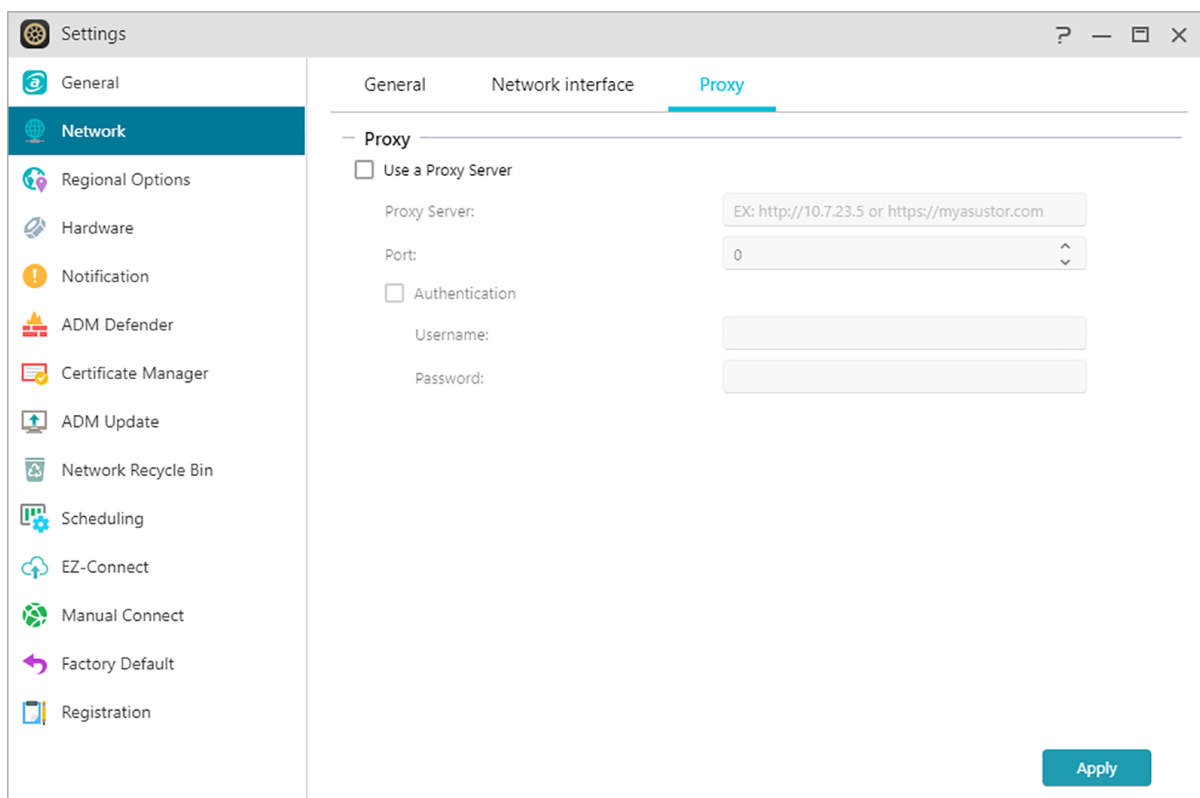 Settings
General
Network
Regional Options
Hardware
Notification
ADM Defender
Certificate Manager
ADM Update
Network Recycle Bin
Scheduling
EZ-Connect
Manual Connect
Factory Default
Registration
General Network interface Proxy
Proxy
Use a Proxy Server
Proxy Server: EX: http://10.7.23.5 or https://myasustor.com
Port: 0
Authentication
Username:
Password:
Apply